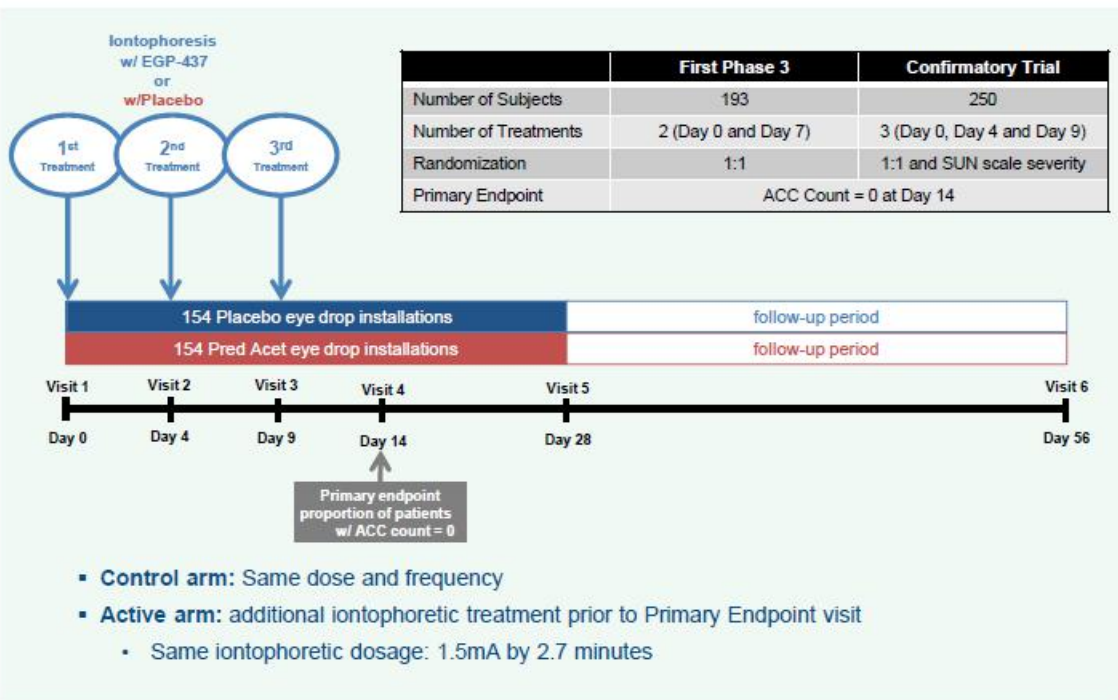 Iontophoresis
w/ EGP-437
or
w/Placebo
1st
Treatment
2nd
Treatment
3rd
Treatment
First Phase 3 Confirmatory Trial
Number of Subjects 193 250
Number of Treatments 2 (Day 0 and Day 7) 3 (Day 0, Day 4 and Day 9)
Randomization 1:1 1:1 and SUN scale severity
Primary Endpoint ACC Count = 0 at Day 14
154 Placebo eye drop installations follow-up period
154 Pred Acet eye drop installations follow-up period
Visit 1 Visit 2 Visit 3 Visit 4 Visit 5 Visit 6
Day 0 Day 4 Day 9 Day 14 Day 28 Day 56
Primary endpoint
proportion of patients
w/ ACC count = 0
▪ Control arm: Same dose and frequency
▪ Active arm: additional iontophoretic treatment prior to Primary Endpoint visit
• Same iontophoretic dosage: 1.5mA by 2.7 minutes